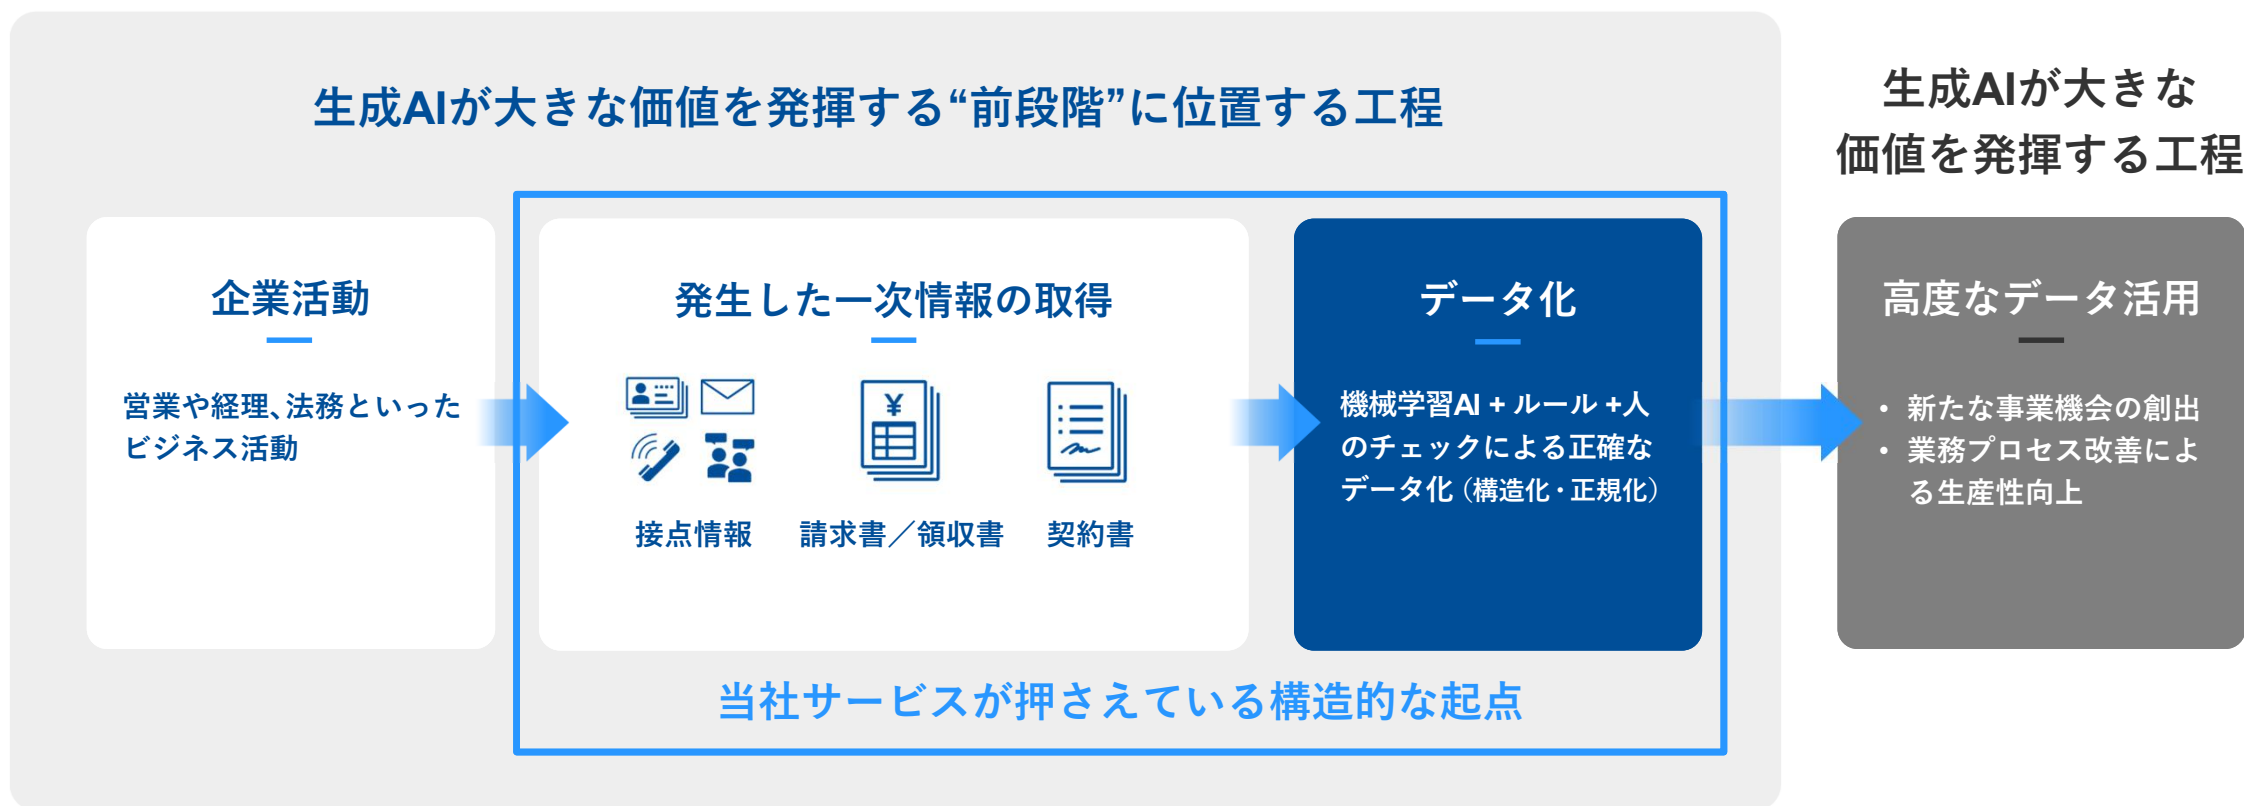 生成AIが大きな価値を発揮する“前段階”に位置する工程
生成AIが大きな
価値を発揮する工程
企業活動
営業や経理、法務といった
ビジネス活動
発生した一次情報の取得
¥
接点情報
請求書／領収書
契約書
データ化
機械学習AI + ルール +人
のチェックによる正確な
データ化（構造化・正規化）
高度なデータ活用
• 新たな事業機会の創出
• 業務プロセス改善によ
る生産性向上
当社サービスが押さえている構造的な起点